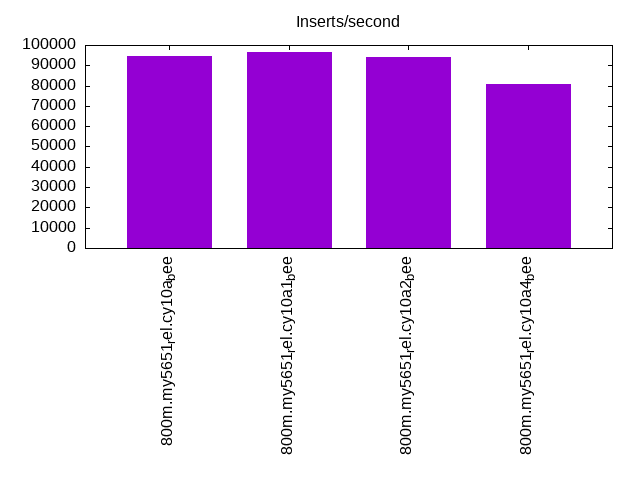 Inserts/second
100000
90000
80000
70000
60000
50000
40000
30000
20000
10000
0
800m.my5651rel.cy10abee
800m.my5651rel.cy10a1bee
800m.my5651rel.cy10a2bee
800m.my5651rel.cy10a4bee